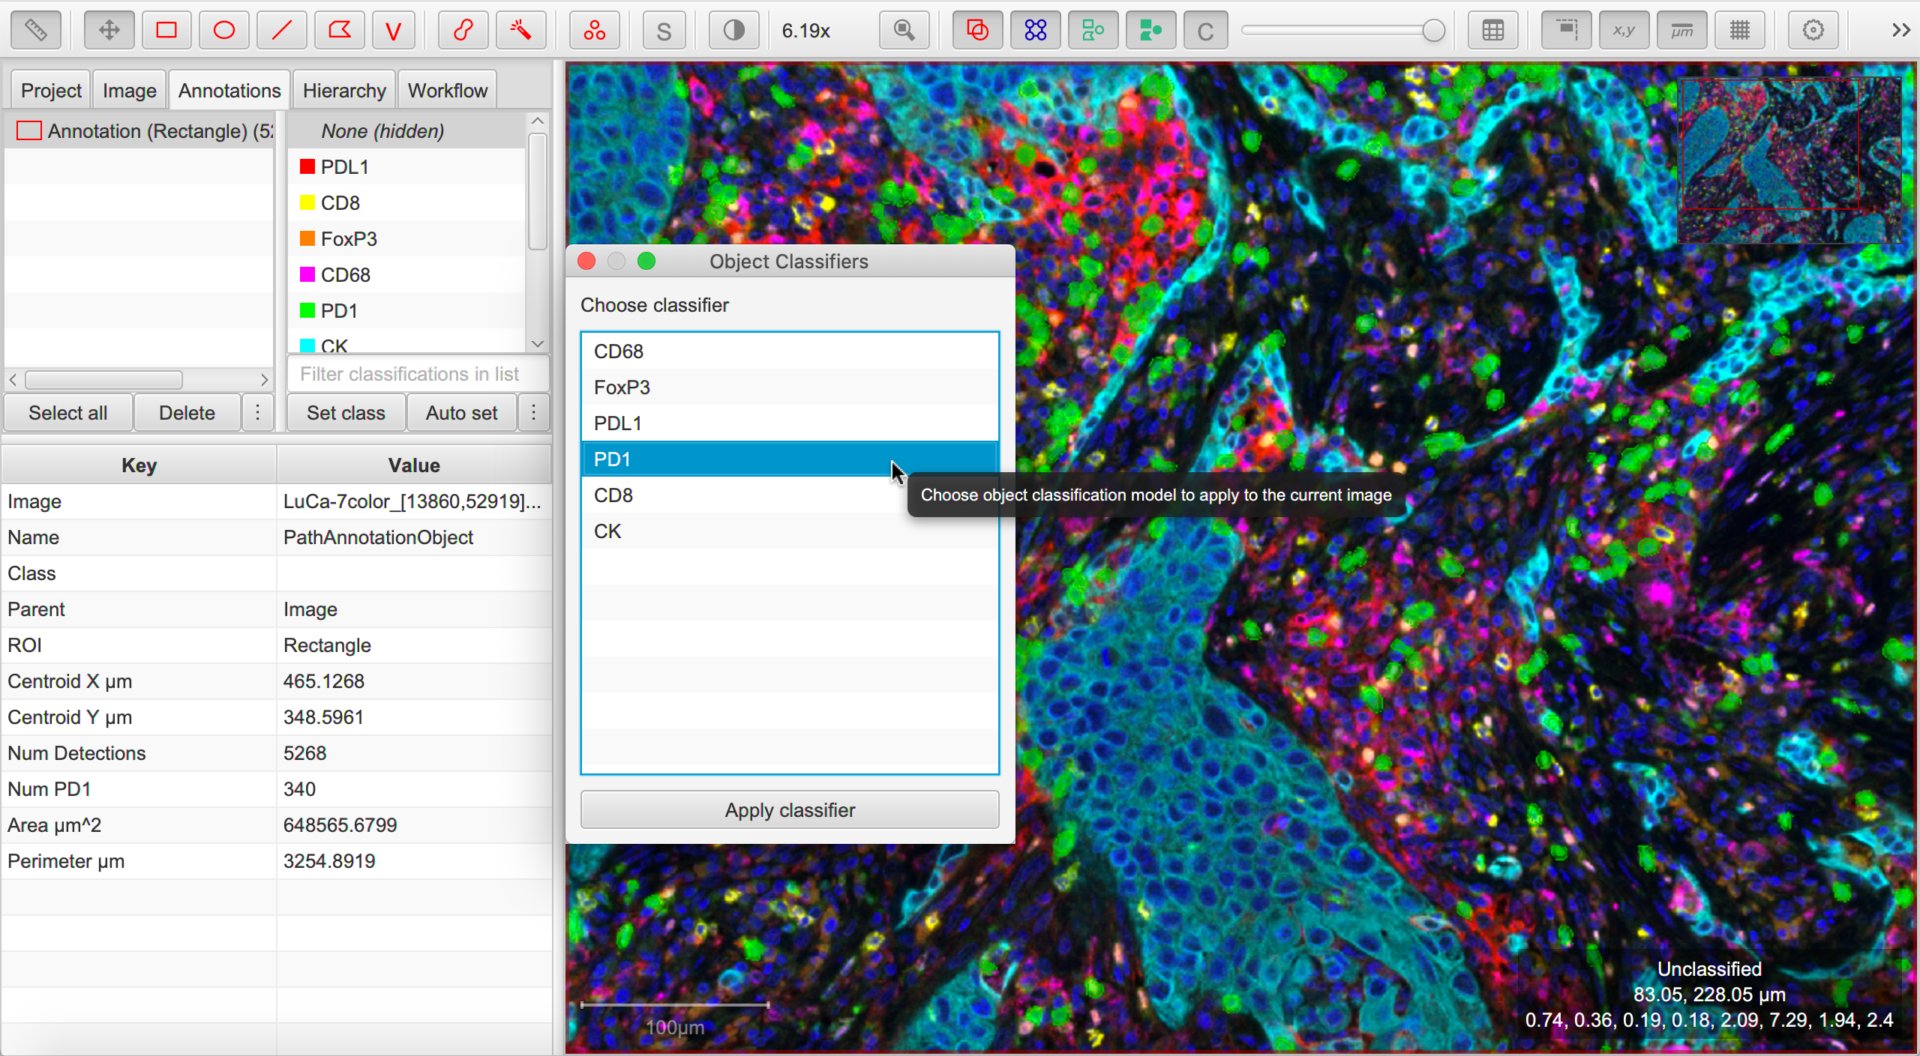 V
S
6.19x
C
x,y
µm
Project
Image
Annotations
Hierarchy
Workflow
Annotation (Rectangle) (52
None (hidden)
PDL1
CD8
FoxP3
CD68
PD1
CK
Filter classifications in list
Select all
Delete
Set class
Auto set
Key
Value
Image
LuCa-7color_[13860,52919]...
Name
PathAnnotationObject
Class
Parent
Image
ROI
Rectangle
Centroid X µm
465.1268
Centroid Y µm
348.5961
Num Detections
5268
Num PD1
340
Area µm^2
648565.6799
Perimeter µm
3254.8919
Object Classifiers
Choose classifier
CD68
FoxP3
PDL1
PD1
CD8
CK
Apply classifier
Choose object classification model to apply to the current image
100µm
Unclassified
83.05, 228.05 µm
0.74, 0.36, 0.19, 0.18, 2.09, 7.29, 1.94, 2.4